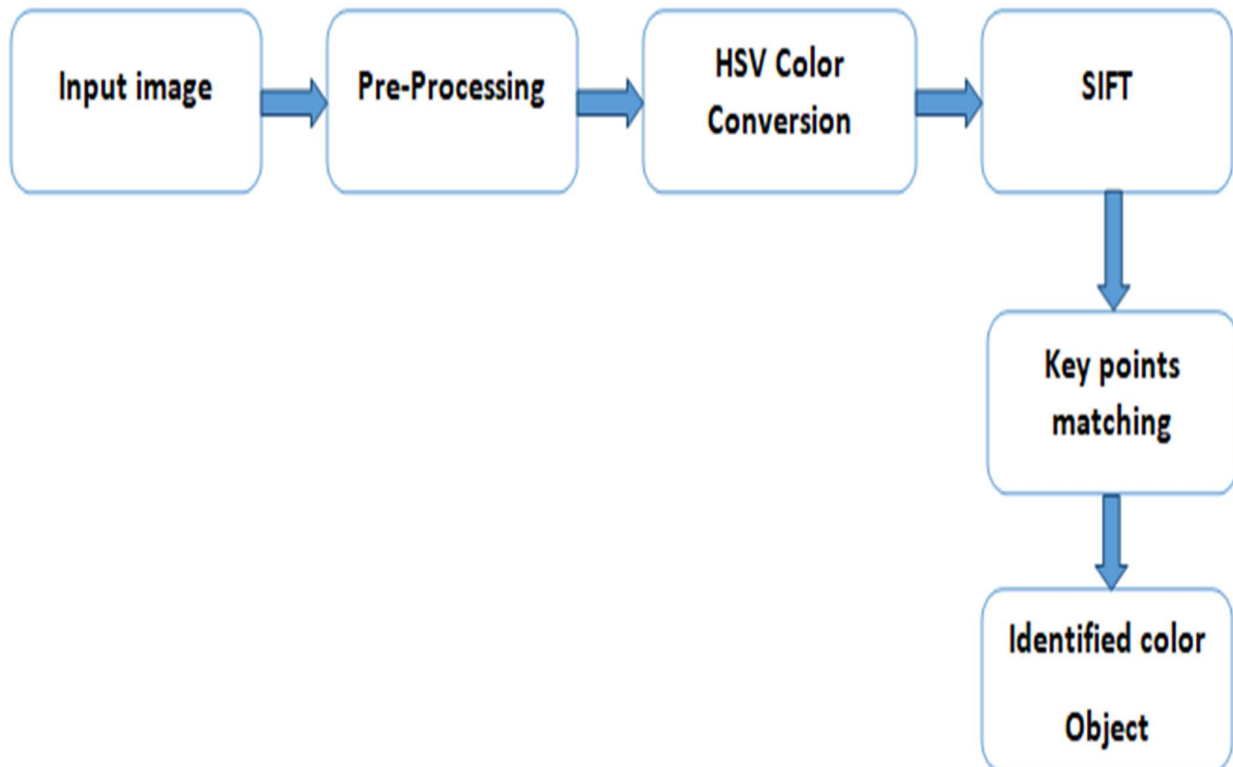 Input image
Pre-Processing
HSV Color
Conversion
SIFT
Key points
matching
Identified color
Object